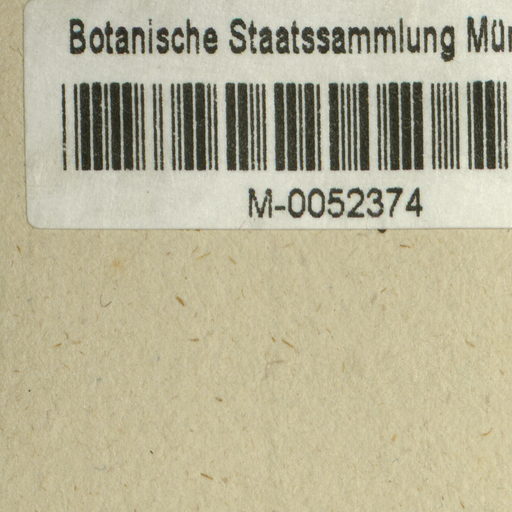 Botanische Staatssammlung Mün
M-0052374